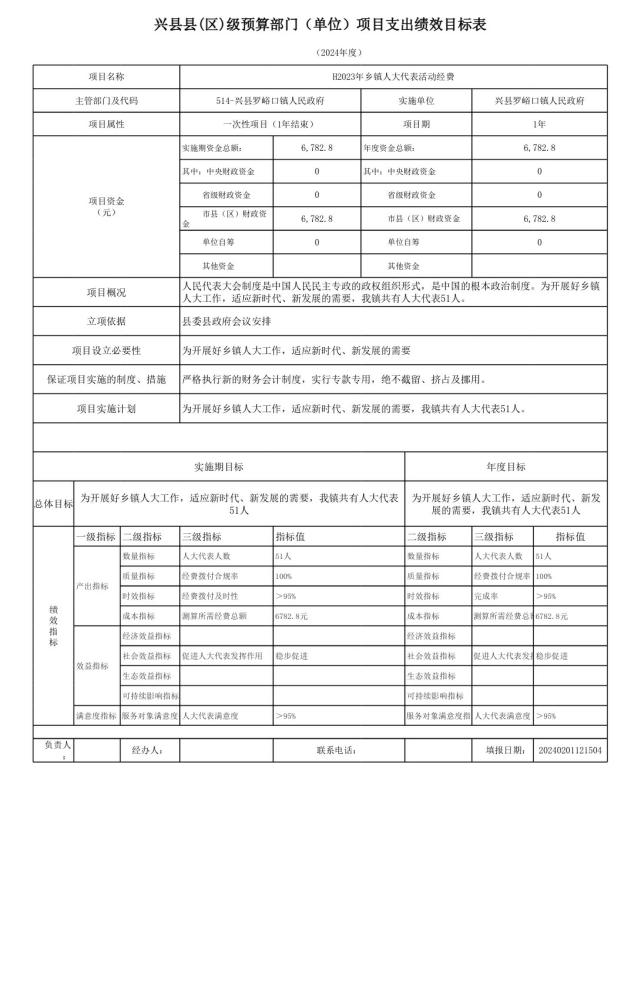 兴县县(区)级预算部门（单位）项目支出绩效目标表
（2024年度）
项目名称 H2023年乡镇人大代表活动经费
主管部门及代码 514-兴县罗峪口镇人民政府 实施单位 兴县罗峪口镇人民政府
项目属性 一次性项目（1年结束） 项目期 1年
项目资金
（元）
实施期资金总额: 6,782.8 年度资金总额: 6,782.8
其中: 中央财政资金 0 其中: 中央财政资金 0
省级财政资金 0 省级财政资金 0
市县（区）财政资
金 6,782.8 市县（区）财政资金 6,782.8
单位自筹 0 单位自筹 0
其他资金 其他资金
项目概况 人民代表大会制度是中国人民民主专政的政权组织形式，是中国的根本政治制度。为开展好乡镇
人大工作，适应新时代、新发展的需要，我镇共有人大代表51人。
立项依据 县委县政府会议安排
项目设立必要性 为开展好乡镇人大工作，适应新时代、新发展的需要
保证项目实施的制度、措施 严格执行新的财务会计制度，实行专款专用，绝不截留、挤占及挪用。
项目实施计划 为开展好乡镇人大工作，适应新时代、新发展的需要，我镇共有人大代表51人。
实施期目标 年度目标
总体目标 为开展好乡镇人大工作，适应新时代、新发展的需要，我镇共有人大代表
51人
为开展好乡镇人大工作，适应新时代、新发
展的需要，我镇共有人大代表51人
绩效指标
一级指标 二级指标 三级指标 指标值 二级指标 三级指标 指标值
产出指标
数量指标 人大代表人数 51人 数量指标 人大代表人数 51人
质量指标 经费拨付合规率 100% 质量指标 经费拨付合规率 100%
时效指标 经费拨付及时性 ＞95% 时效指标 完成率 ＞95%
成本指标 测算所需经费总额 6782.8元 成本指标 测算所需经费总 6782.8元
效益指标
经济效益指标 经济效益指标
社会效益指标 促进人大代表发挥作用 稳步促进 社会效益指标 促进人大代表发 稳步促进
生态效益指标 生态效益指标
可持续影响指标 可持续影响指标
满意度指标 服务对象满意度 人大代表满意度 ＞95% 服务对象满意度指 人大代表满意度 ＞95%
负责人
： 经办人： 联系电话： 填报日期： 20240201121504